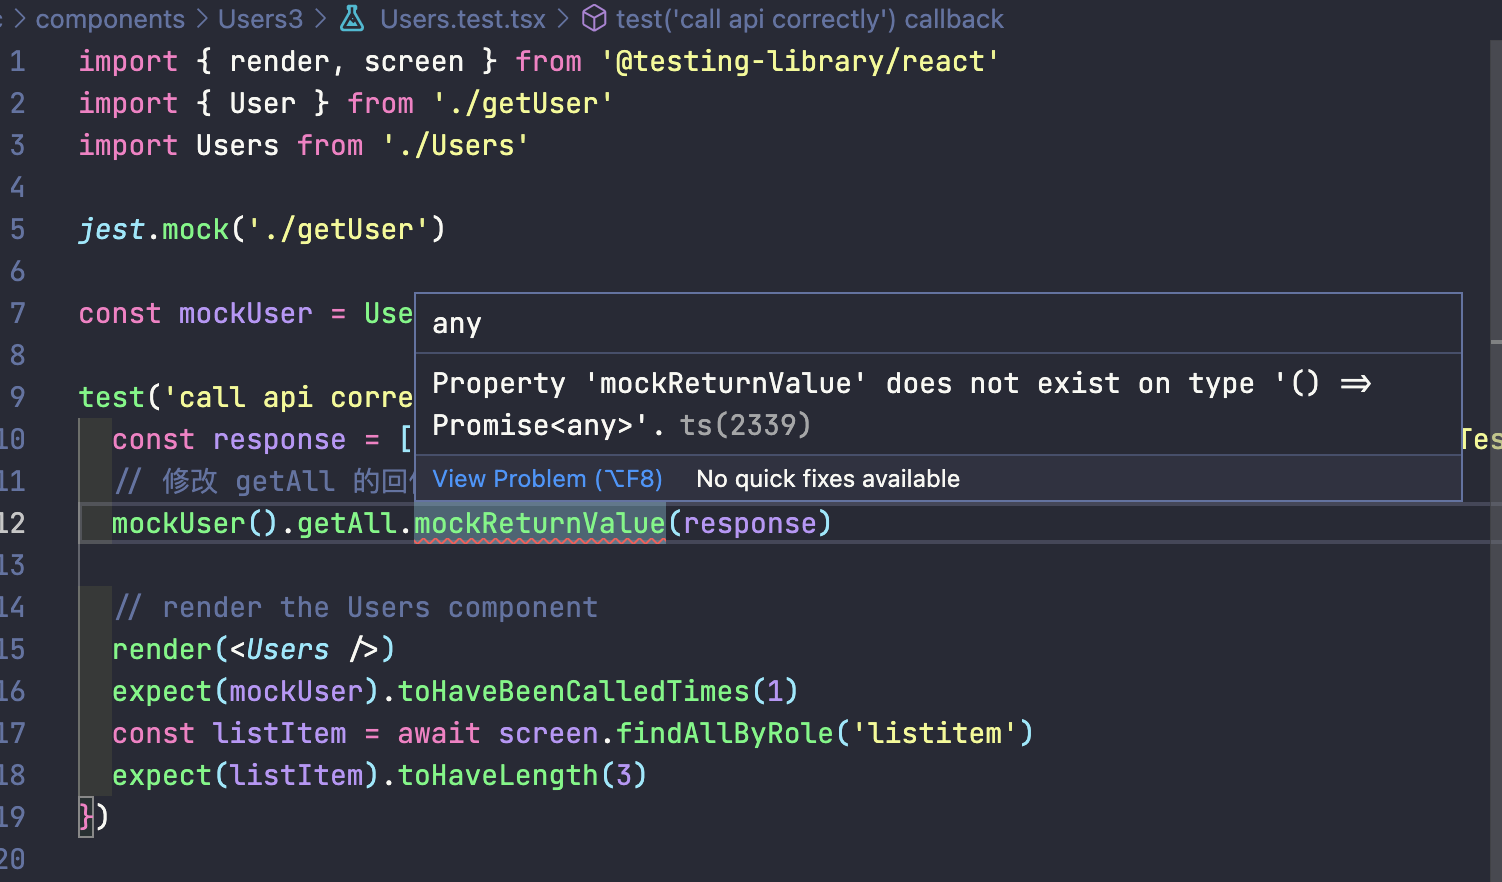 components > Users3 > Users.test.tsx > test('call api correctly') callback
1 import { render, screen } from '@testing-library/react'
2 import { User } from './getUser'
3 import Users from './Users'
4
5 jest.mock('./getUser')
6
7 const mockUser = Use
any
8
Property 'mockReturnValue' does not exist on type '() => Promise<any>'. ts(2339)
9 test('call api corre
10 const response = [
Tes
11 // 修改 getAll 的回
View Problem (⌥F8) No quick fixes available
12 mockUser().getAll.mockReturnValue(response)
13
14 // render the Users component
15 render(<Users />)
16 expect(mockUser).toHaveBeenCalledTimes(1)
17 const listItem = await screen.findAllByRole('listitem')
18 expect(listItem).toHaveLength(3)
19 })
20